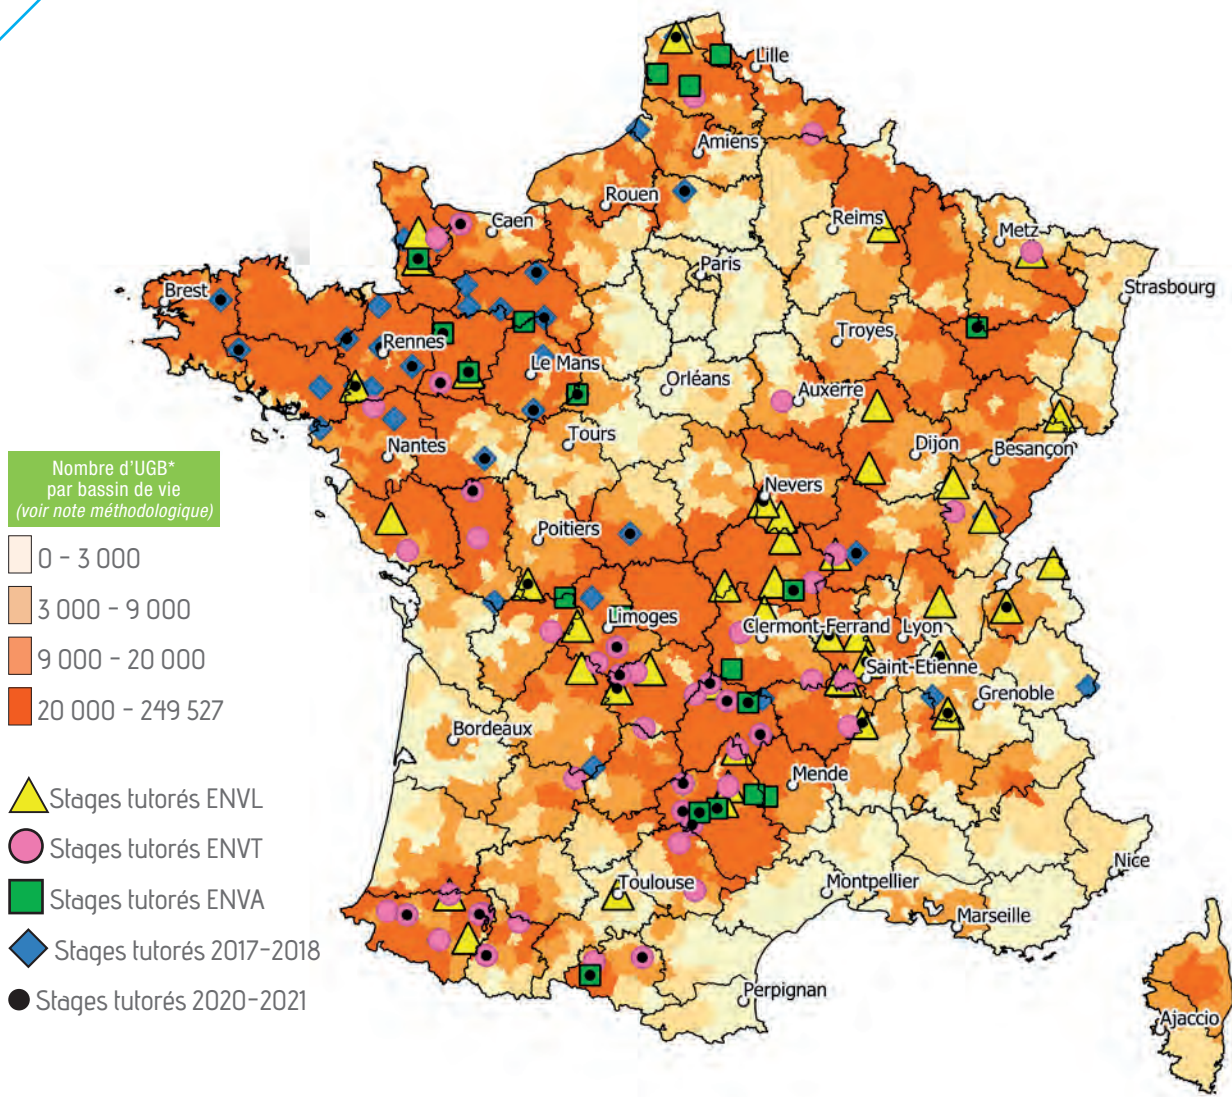 Lille
Amiens
Rouen
Caen
Reims
Metz
Paris
Strasbourg
Brest
Rennes
Troyes
Le Mans
Orléans
Auxerre
Nantes
Tours
Dijon
Besançon
Nombre d'UGB*
par bassin de vie
(voir note méthodologique)
0 - 3 000
3 000 - 9 000
9 000 - 20 000
20 000 - 249 527
Nevers
Poitiers
Limoges
Clermont-Ferrand
Lyon
Saint-Etienne
Grenoble
Bordeaux
Mende
Stages tutorés ENVL
Stages tutorés ENVT
Stages tutorés ENVA
Stages tutorés 2017-2018
Stages tutorés 2020-2021
Toulouse
Montpellier
Nice
Marseille
Perpignan
Ajaccio